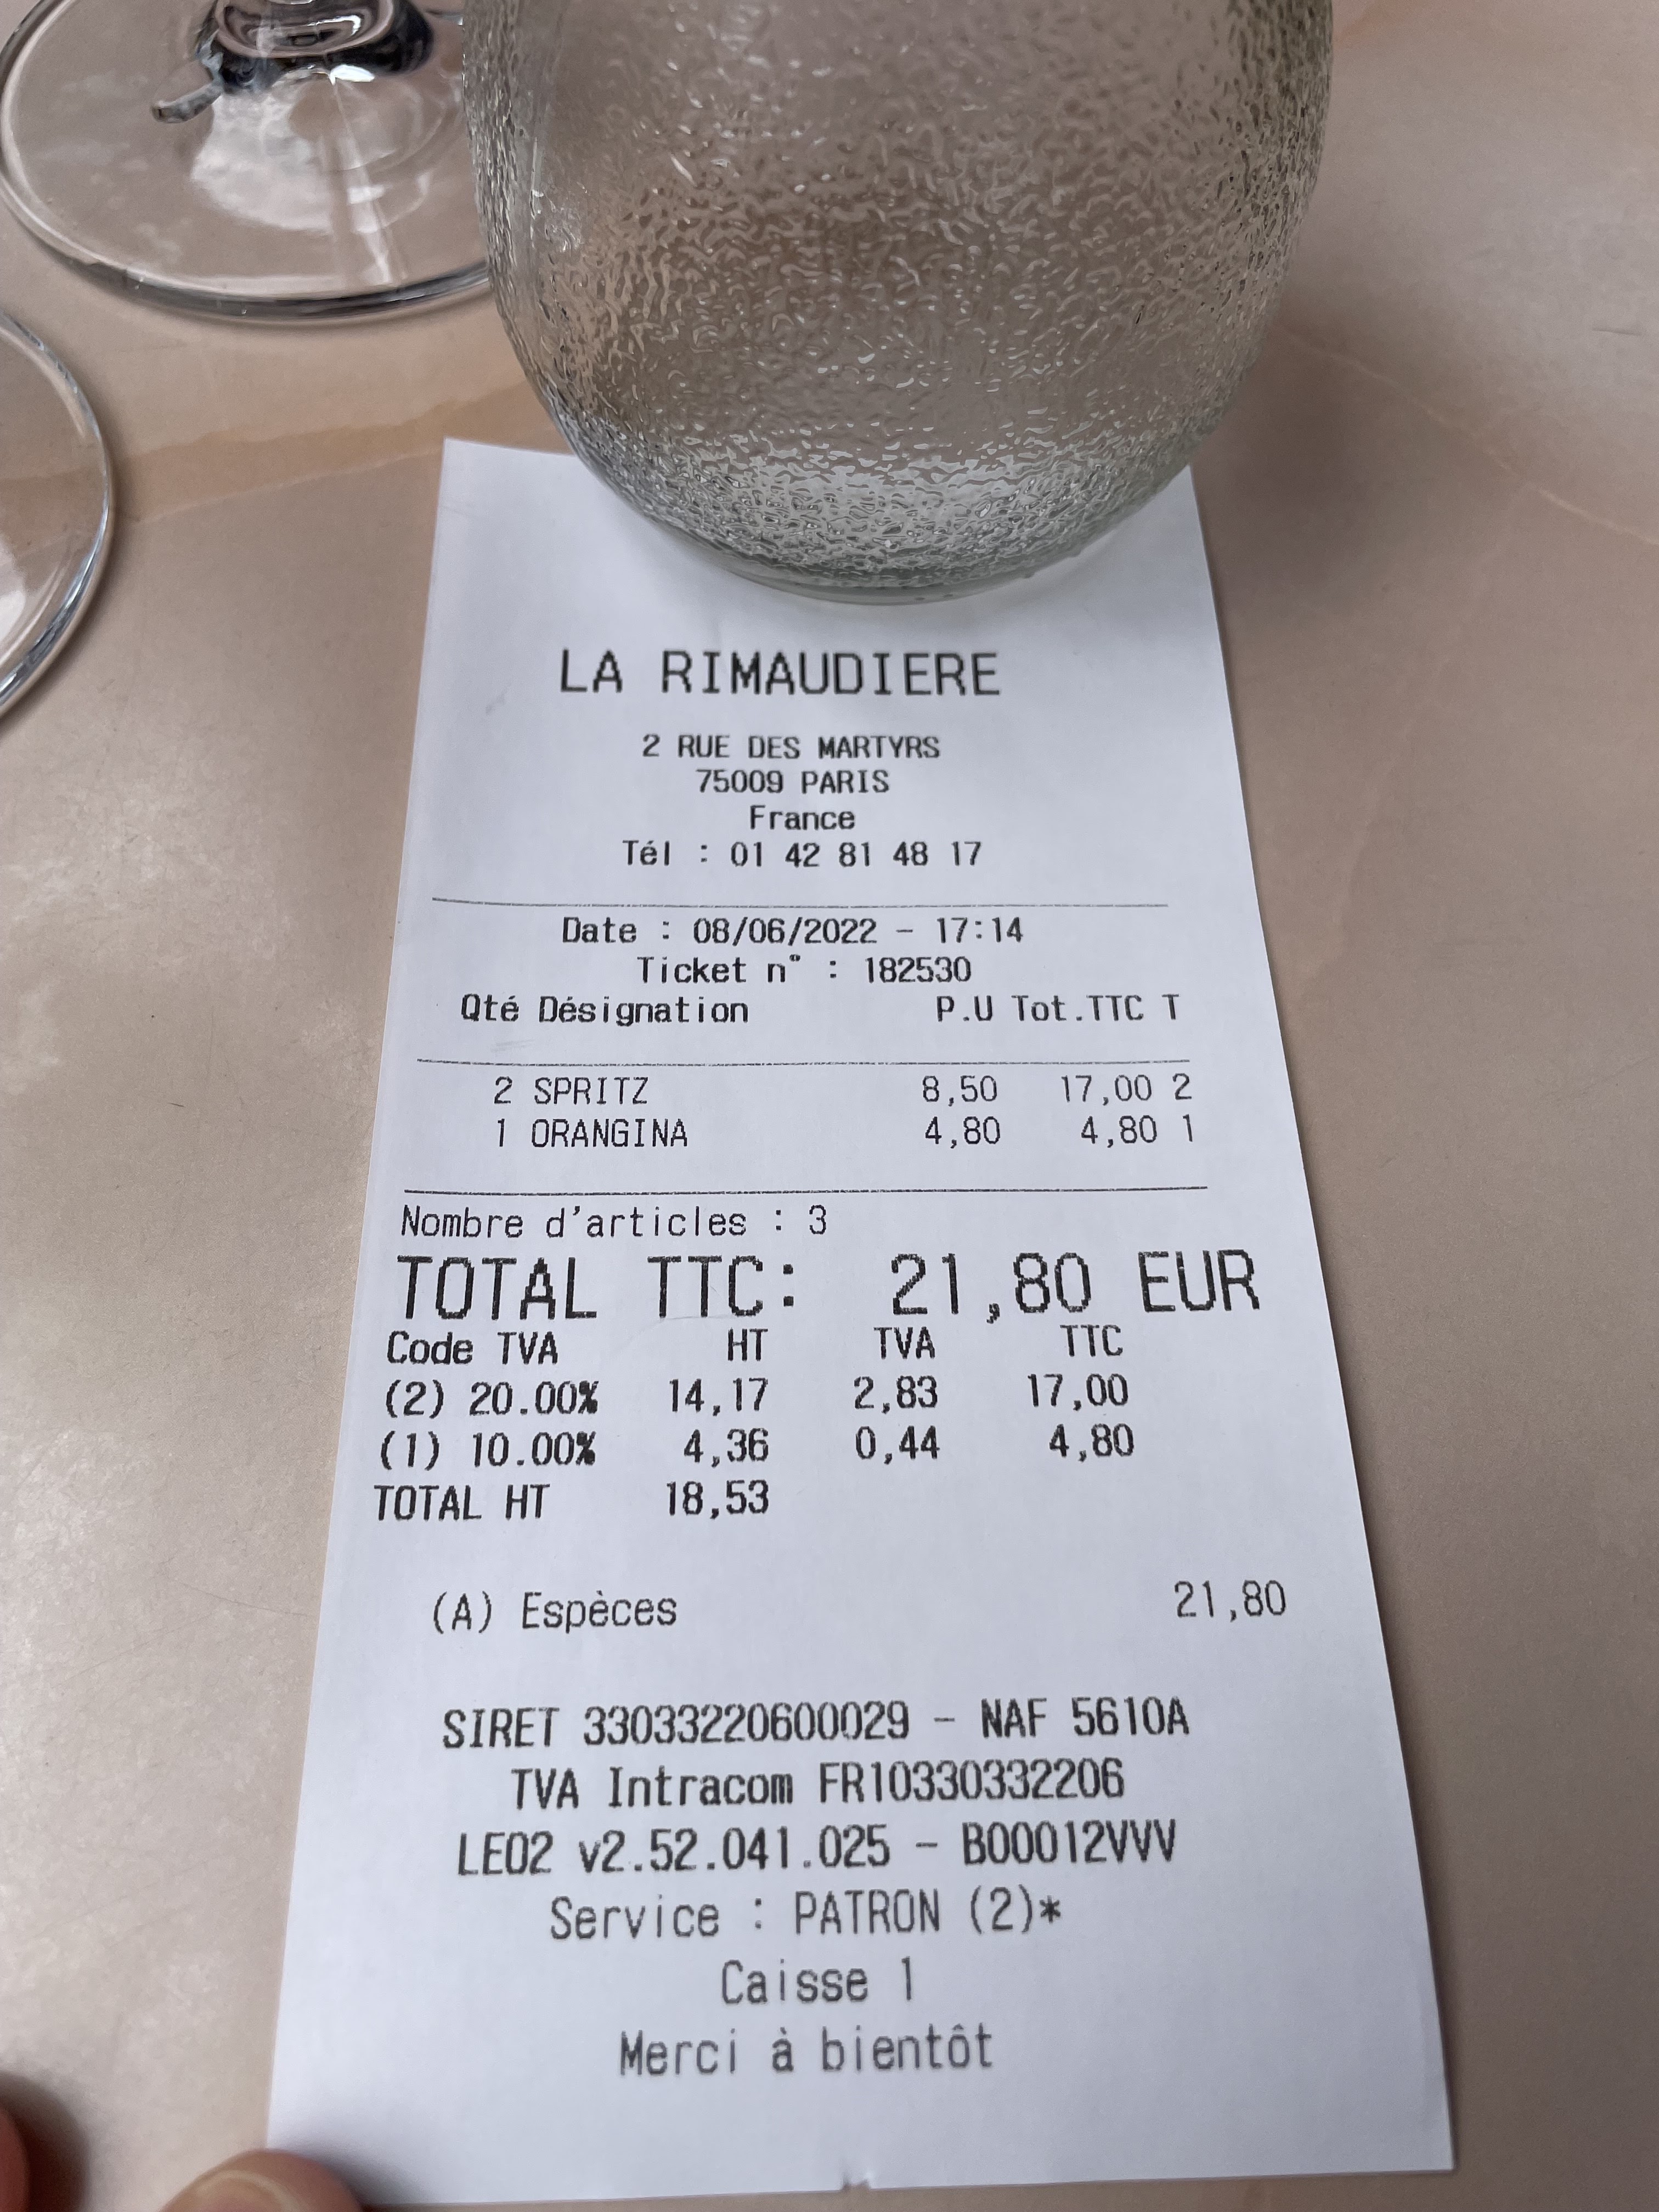 LA RIMAUDIERE
2 RUE DES MARTYRS
75009 PARIS
France
Tél : 01 42 81 48 17
Date : 08/06/2022 - 17:14
Ticket n° : 182530
Qté Désignation P.U Tot.TTC T
2 SPRITZ 8,50 17,00 2
1 ORANGINA 4,80 4,80 1
Nombre d'articles : 3
TOTAL TTC: 21,80 EUR
Code TVA HT TVA TTC
(2) 20.00% 14,17 2,83 17,00
(1) 10.00% 4,36 0,44 4,80
TOTAL HT 18,53
(A) Espèces 21,80
SIRET 33033220600029 - NAF 5610A
TVA Intracom FR10330332206
LEO2 v2.52.041.025 - B00012VVV
Service : PATRON (2)*
Caisse 1
Merci à bientôt